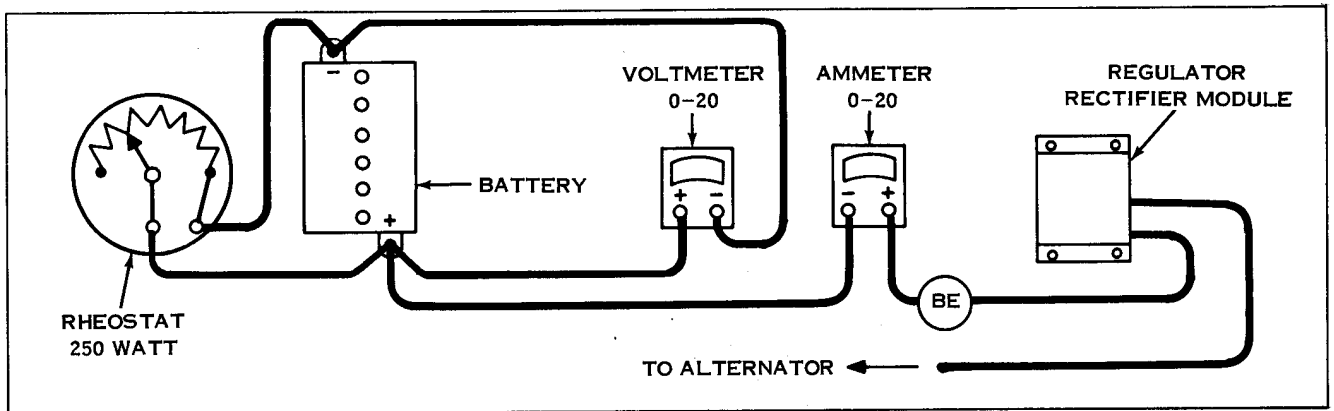 VOLTMETER
0-20
AMMETER
0-20
REGULATOR
RECTIFIER MODULE
-
BATTERY
+
+ -
- +
BE
RHEOSTAT
250 WATT
TO ALTERNATOR